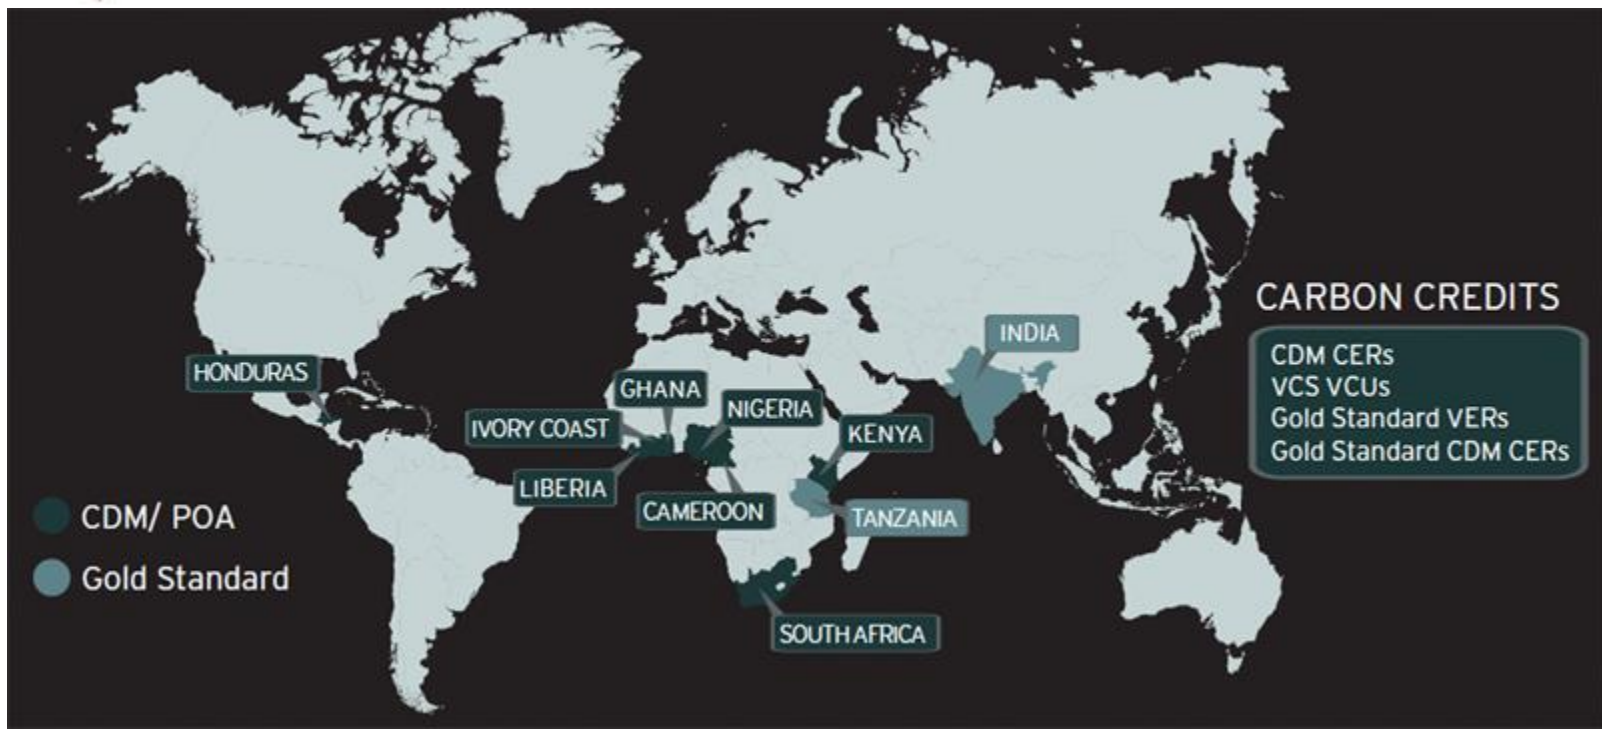 CARBON CREDITS
CDM CERs
VCS VCUs
Gold Standard VERs
Gold Standard CDM CERs
INDIA
HONDURAS
GHANA
NIGERIA
IVORY COAST
KENYA
LIBERIA
CAMEROON
TANZANIA
SOUTH AFRICA
CDM/ POA
Gold Standard